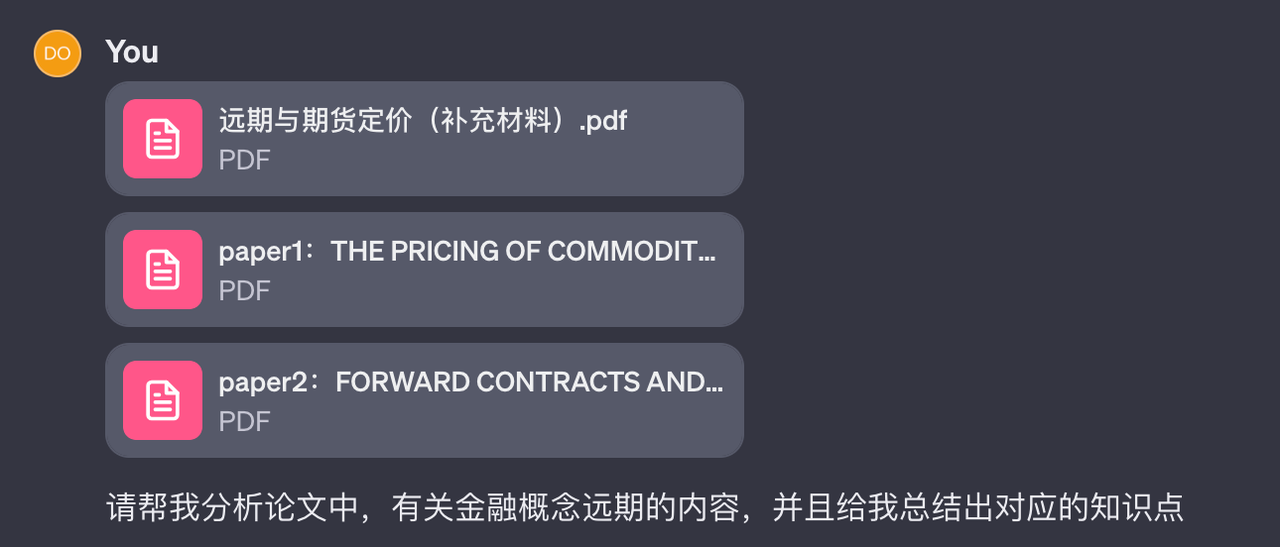 DO
You
远期与期货定价（补充材料）.pdf
PDF
paper1：THE PRICING OF COMMODIT...
PDF
paper2：FORWARD CONTRACTS AND...
PDF
请帮我分析论文中，有关金融概念远期的内容，并且给我总结出对应的知识点